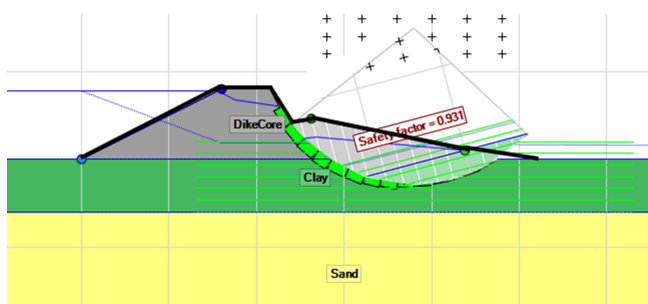 Safety factor = 0.931
DikeCore
Clay
Sand